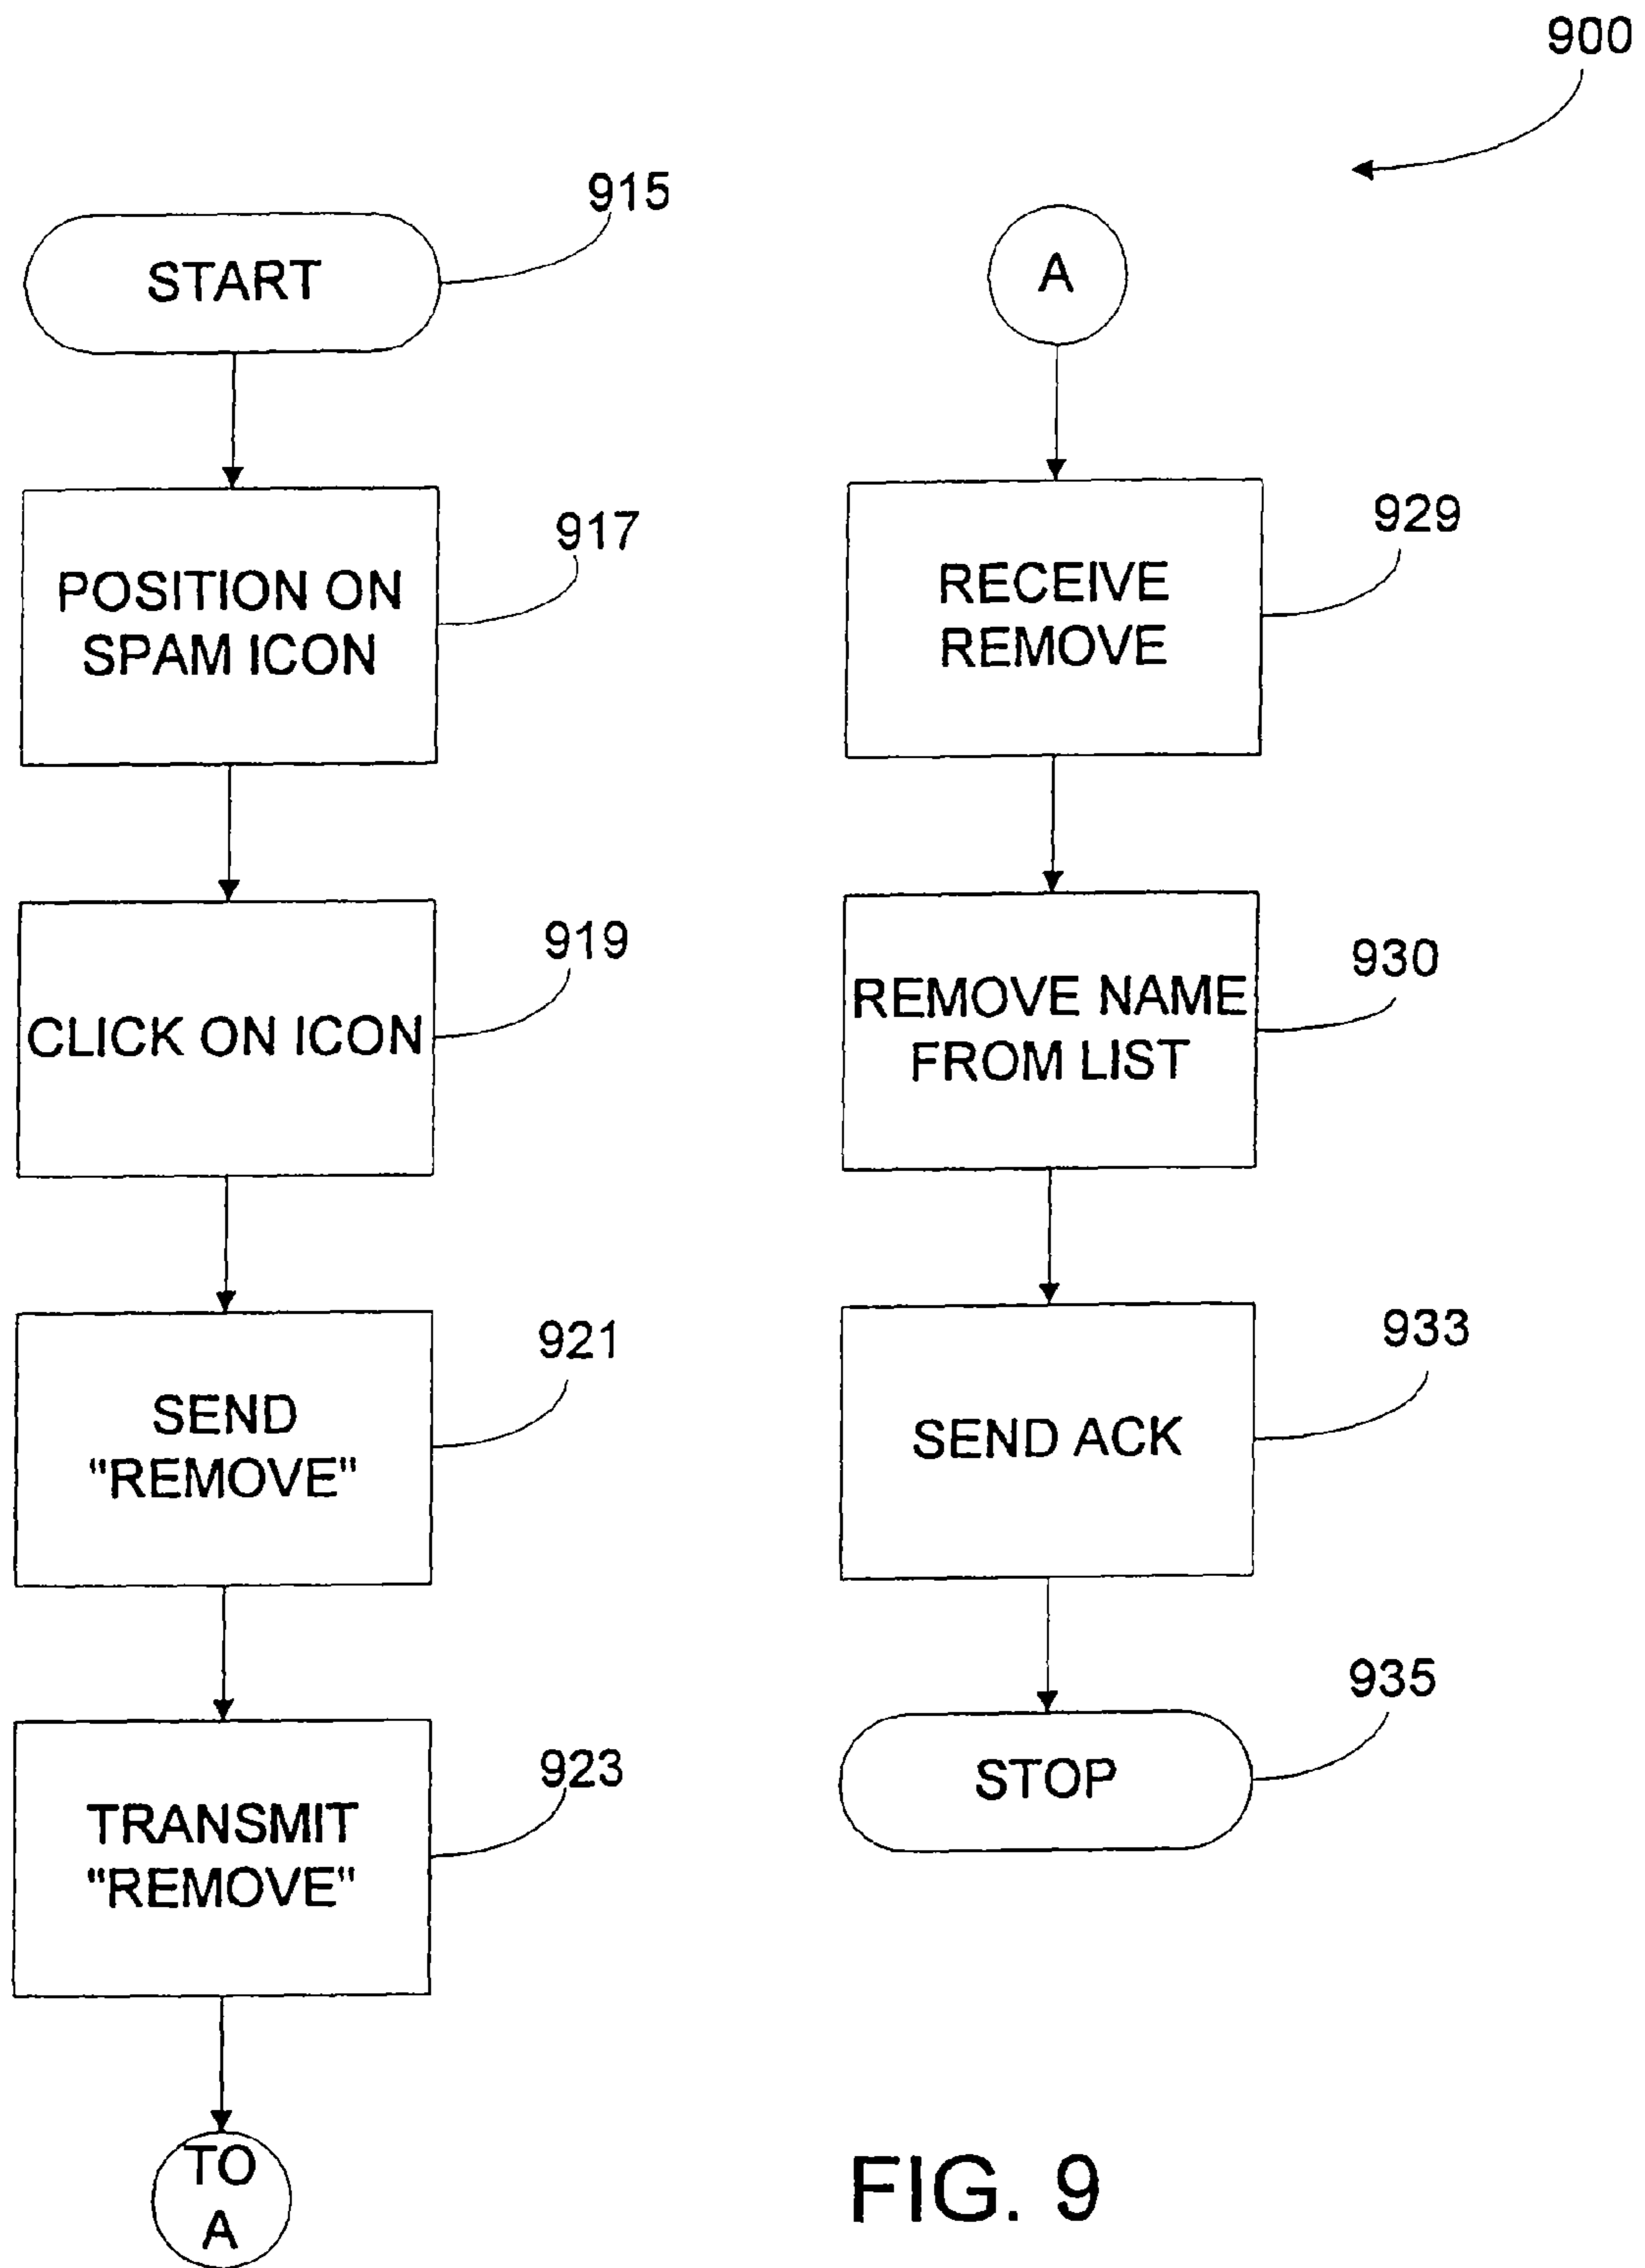 900
915
START
917
POSITION ON
SPAM ICON
919
CLICK ON ICON
921
SEND
"REMOVE"
923
TRANSMIT
"REMOVE"
TO
A
A
929
RECEIVE
REMOVE
930
REMOVE NAME
FROM LIST
933
SEND ACK
935
STOP
FIG. 9